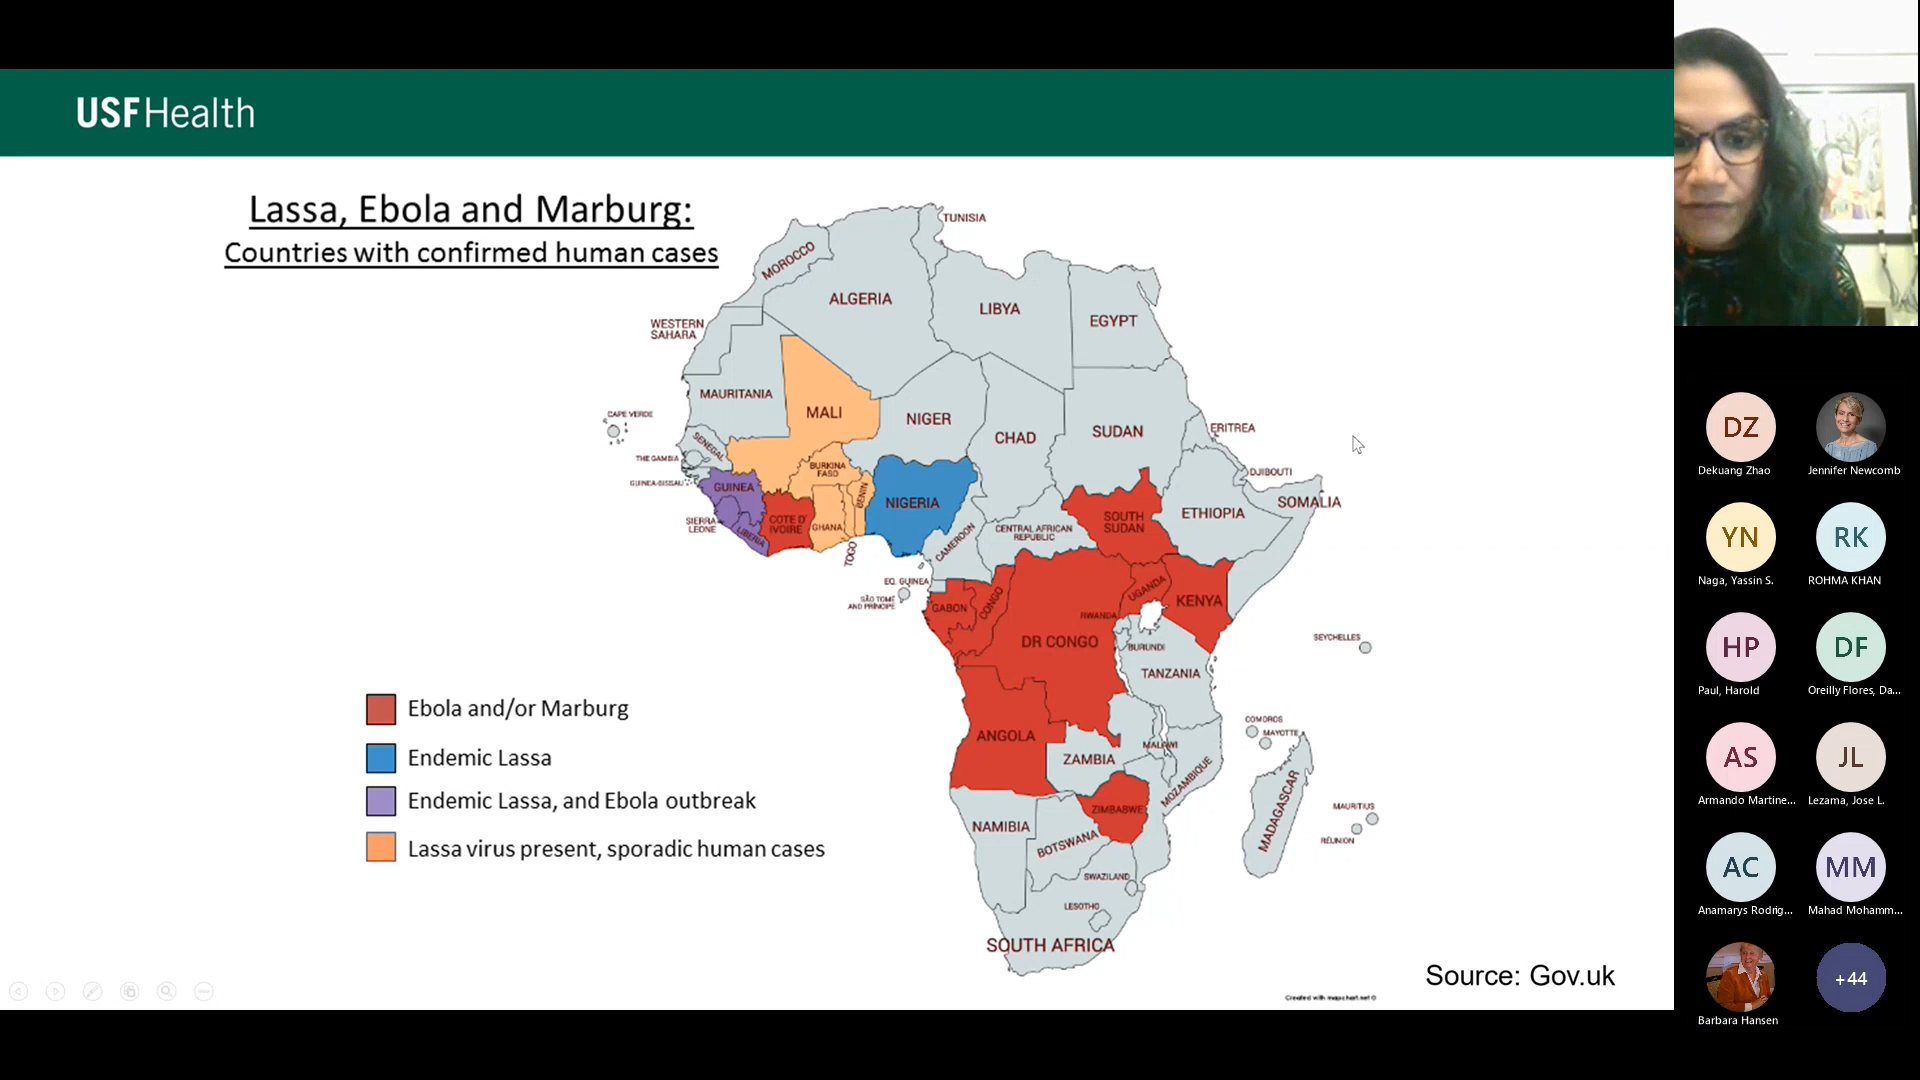 USF Health
Lassa, Ebola and Marburg:
Countries with confirmed human cases
TUNISIA
MOROCCO
ALGERIA
LIBYA
EGYPT
WESTERN
SAHARA
MAURITANIA
MALI
NIGER
CHAD
SUDAN
ERITREA
CAPE VERDE
SENEGAL
THE GAMBIA
GUINEA-BISSAU
GUINEA
BURKINA
FASO
BENIN
NIGERIA
DJIBOUTI
SOMALIA
ETHIOPIA
SOUTH
SUDAN
SIERRA
LEONE
LIBERIA
COTE D'
IVOIRE
GHANA
TOGO
CAMEROON
CENTRAL AFRICAN
REPUBLIC
EQ. GUINEA
SÃO TOMÉ
AND PRÍNCIPE
GABON
CONGO
UGANDA
KENYA
RWANDA
DR CONGO
BURUNDI
TANZANIA
SEYCHELLES
COMOROS
MAYOTTE
ANGOLA
ZAMBIA
MALAWI
MOZAMBIQUE
ZIMBABWE
MADAGASCAR
MAURITIUS
RÉUNION
NAMIBIA
BOTSWANA
SWAZILAND
LESOTHO
SOUTH AFRICA
Ebola and/or Marburg
Endemic Lassa
Endemic Lassa, and Ebola outbreak
Lassa virus present, sporadic human cases
Source: Gov.uk
Created with mapchart.net ©
DZ
Dekuang Zhao
Jennifer Newcomb
YN
Naga, Yassin S.
RK
ROHMA KHAN
HP
Paul, Harold
DF
Oreilly Flores, Da...
AS
Armando Martine...
JL
Lezama, Jose L.
AC
Anamarys Rodrig...
MM
Mahad Mohamm...
Barbara Hansen
+44